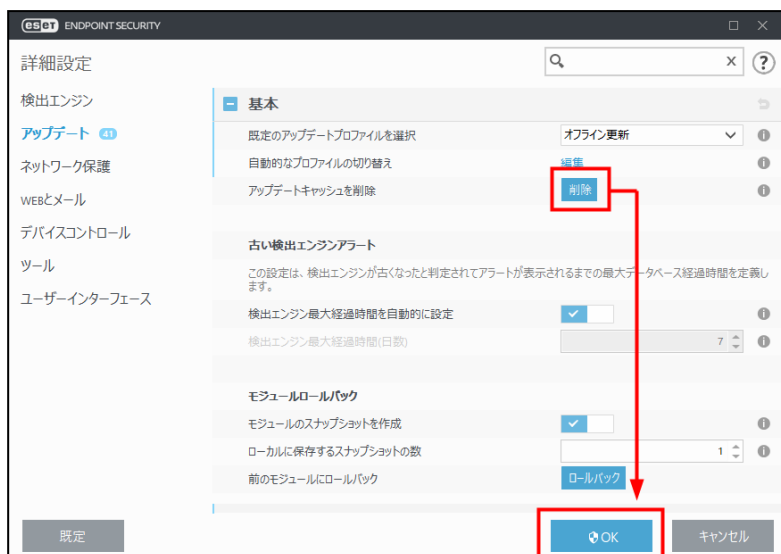 eset ENDPOINT SECURITY
詳細設定
検出エンジン
アップデート 41
ネットワーク保護
WEBとメール
デバイスコントロール
ツール
ユーザーインターフェース
基本
既定のアップデートプロファイルを選択 オフライン更新
自動的なプロファイルの切り替え 編集
アップデートキャッシュを削除 削除
古い検出エンジンアラート
この設定は、検出エンジンが古くなったと判定されてアラートが表示されるまでの最大データベース経過時間を定義し
ます。
検出エンジン最大経過時間を自動的に設定
検出エンジン最大経過時間(日数) 7
モジュールロールバック
モジュールのスナップショットを作成
ローカルに保存するスナップショットの数 1
前のモジュールにロールバック ロールバック
既定 OK キャンセル